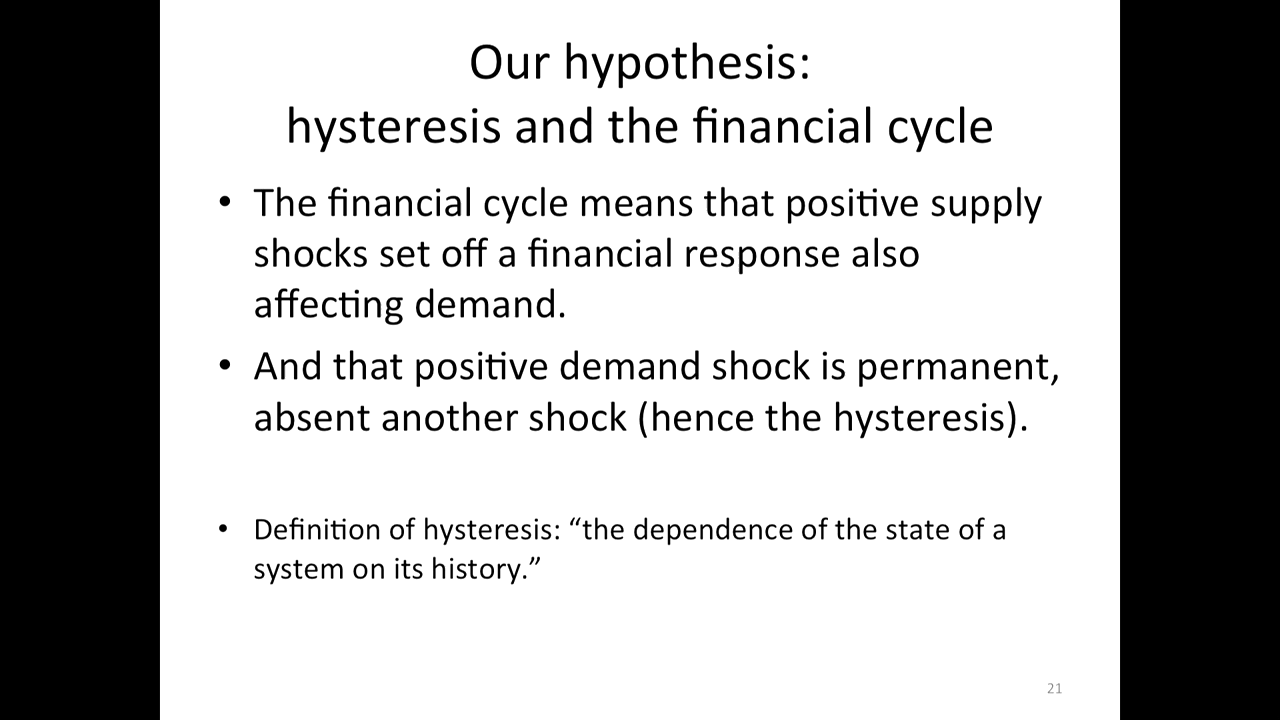 Our hypothesis:
hysteresis and the financial cycle
• The financial cycle means that positive supply
shocks set off a financial response also
affecting demand.
• And that positive demand shock is permanent,
absent another shock (hence the hysteresis).
• Definition of hysteresis: “the dependence of the state of a
system on its history.”
21